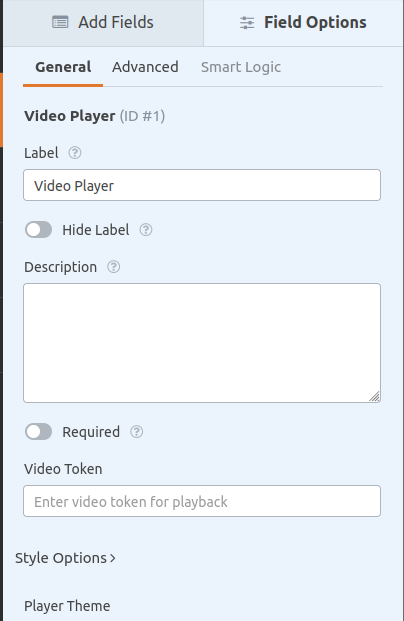 Add Fields
Field Options
General Advanced Smart Logic
Video Player (ID #1)
Label ?
Video Player
Hide Label ?
Description ?
Required ?
Video Token
Enter video token for playback
Style Options >
Player Theme